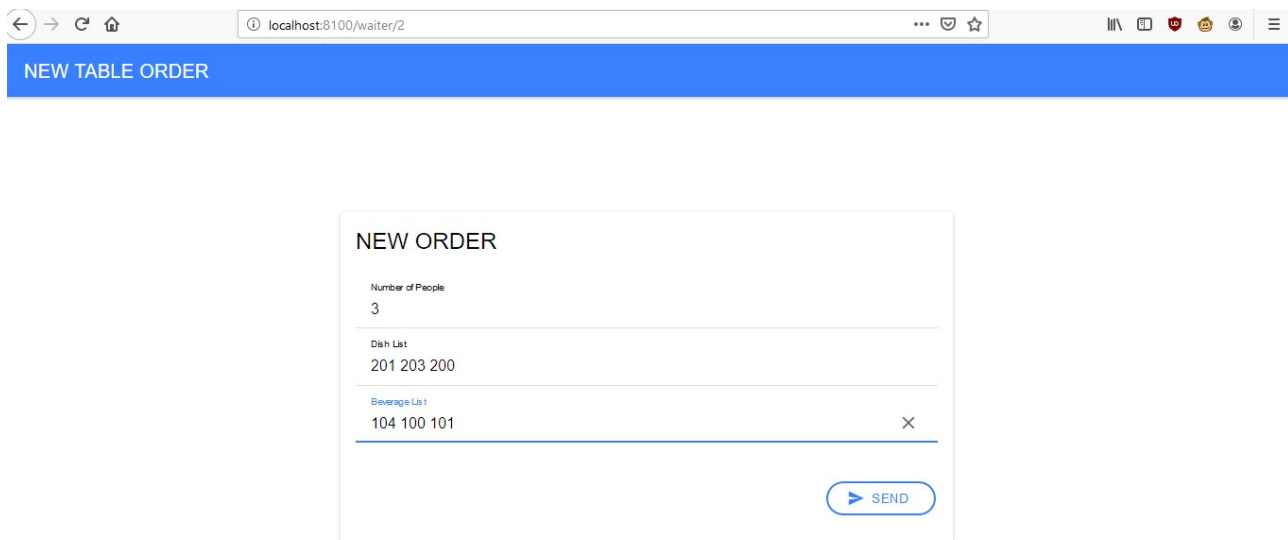 localhost:8100/waiter/2
NEW TABLE ORDER
NEW ORDER
Number of People
3
Dish List
201 203 200
Beverage List
104 100 101
SEND